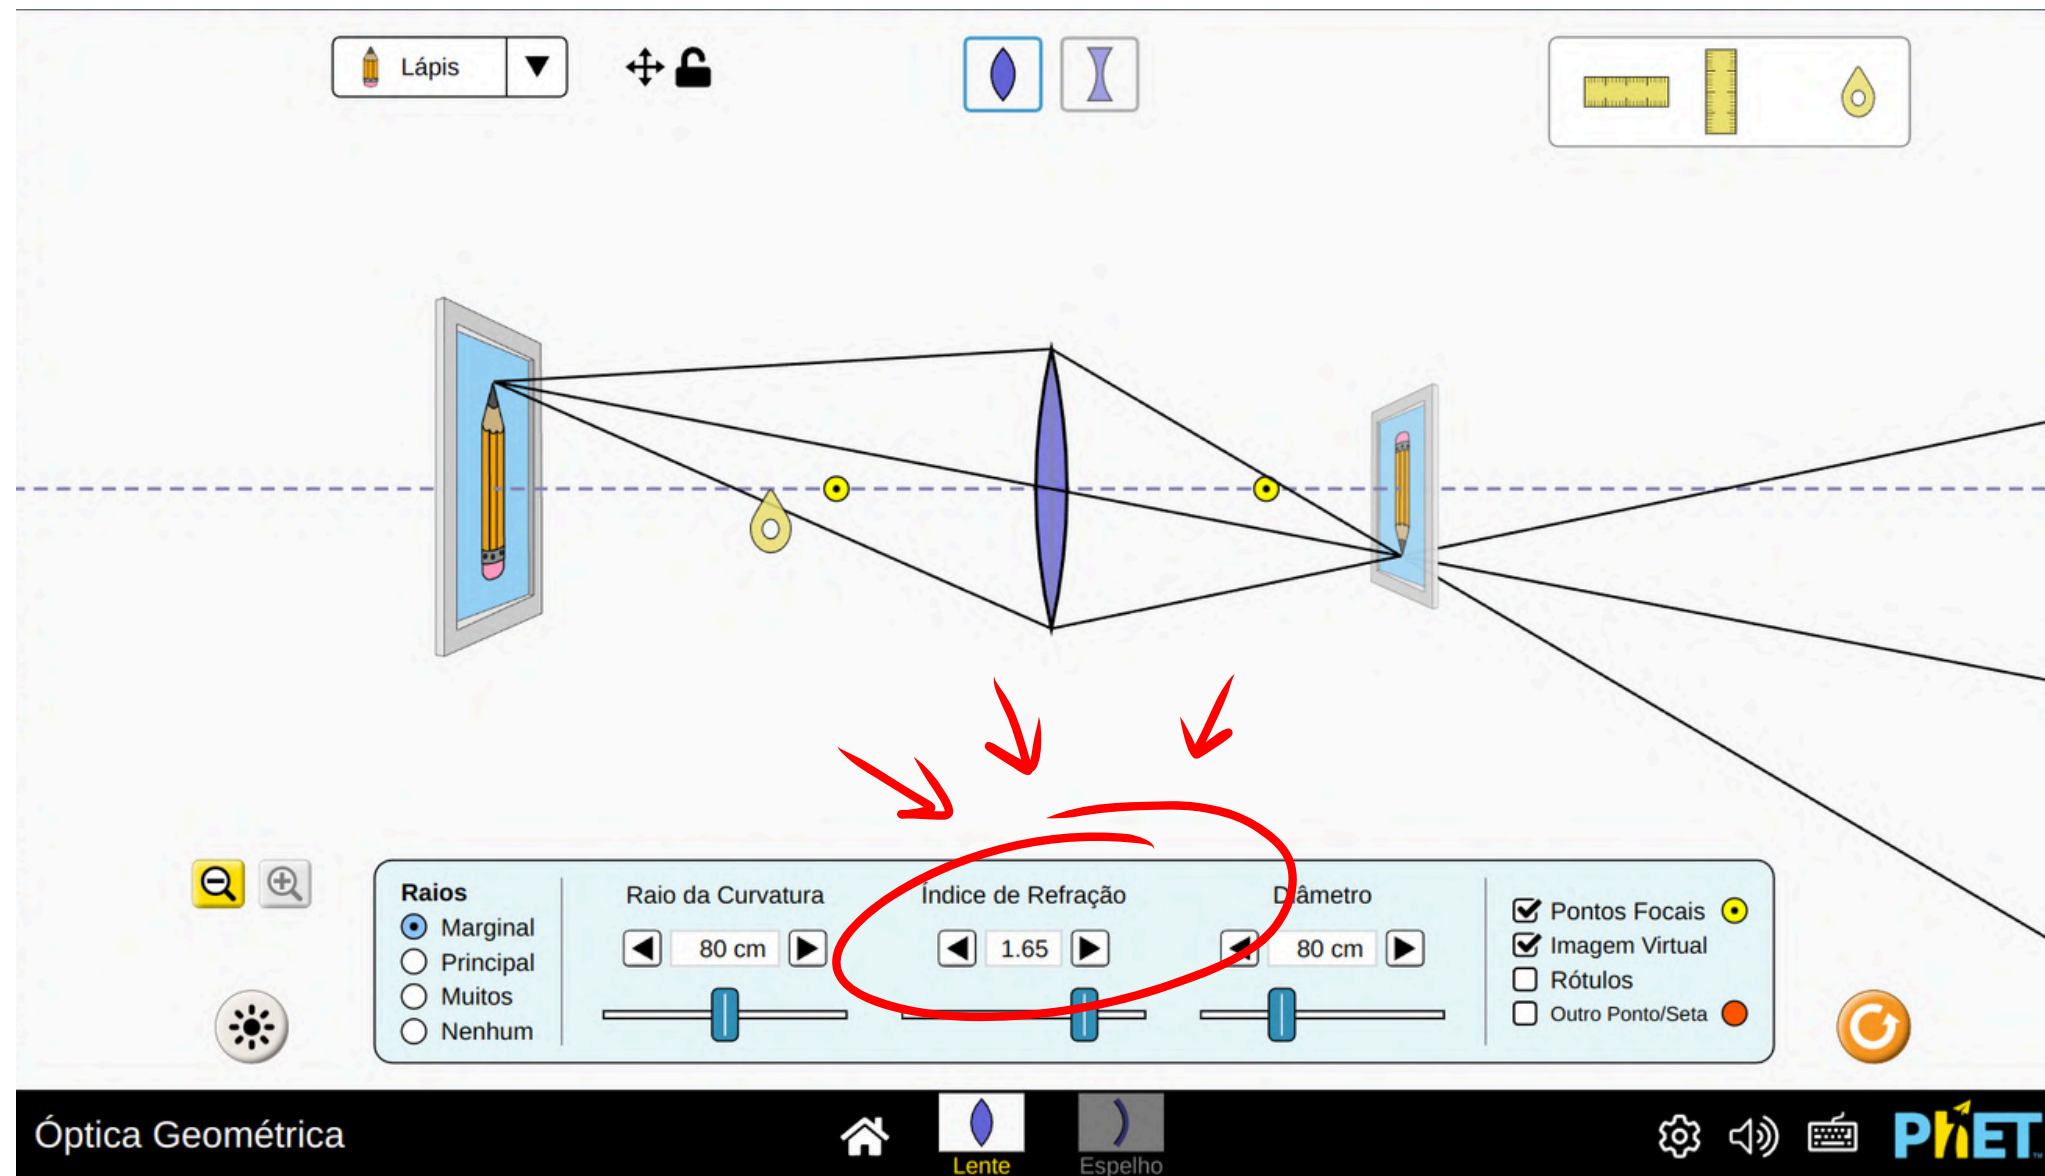 Lápis
Raios
Marginal
Principal
Muitos
Nenhum
Raio da Curvatura
80 cm
Índice de Refração
1.65
Diâmetro
80 cm
Pontos Focais
Imagem Virtual
Rótulos
Outro Ponto/Seta
Óptica Geométrica
Lente
Espelho
PhET